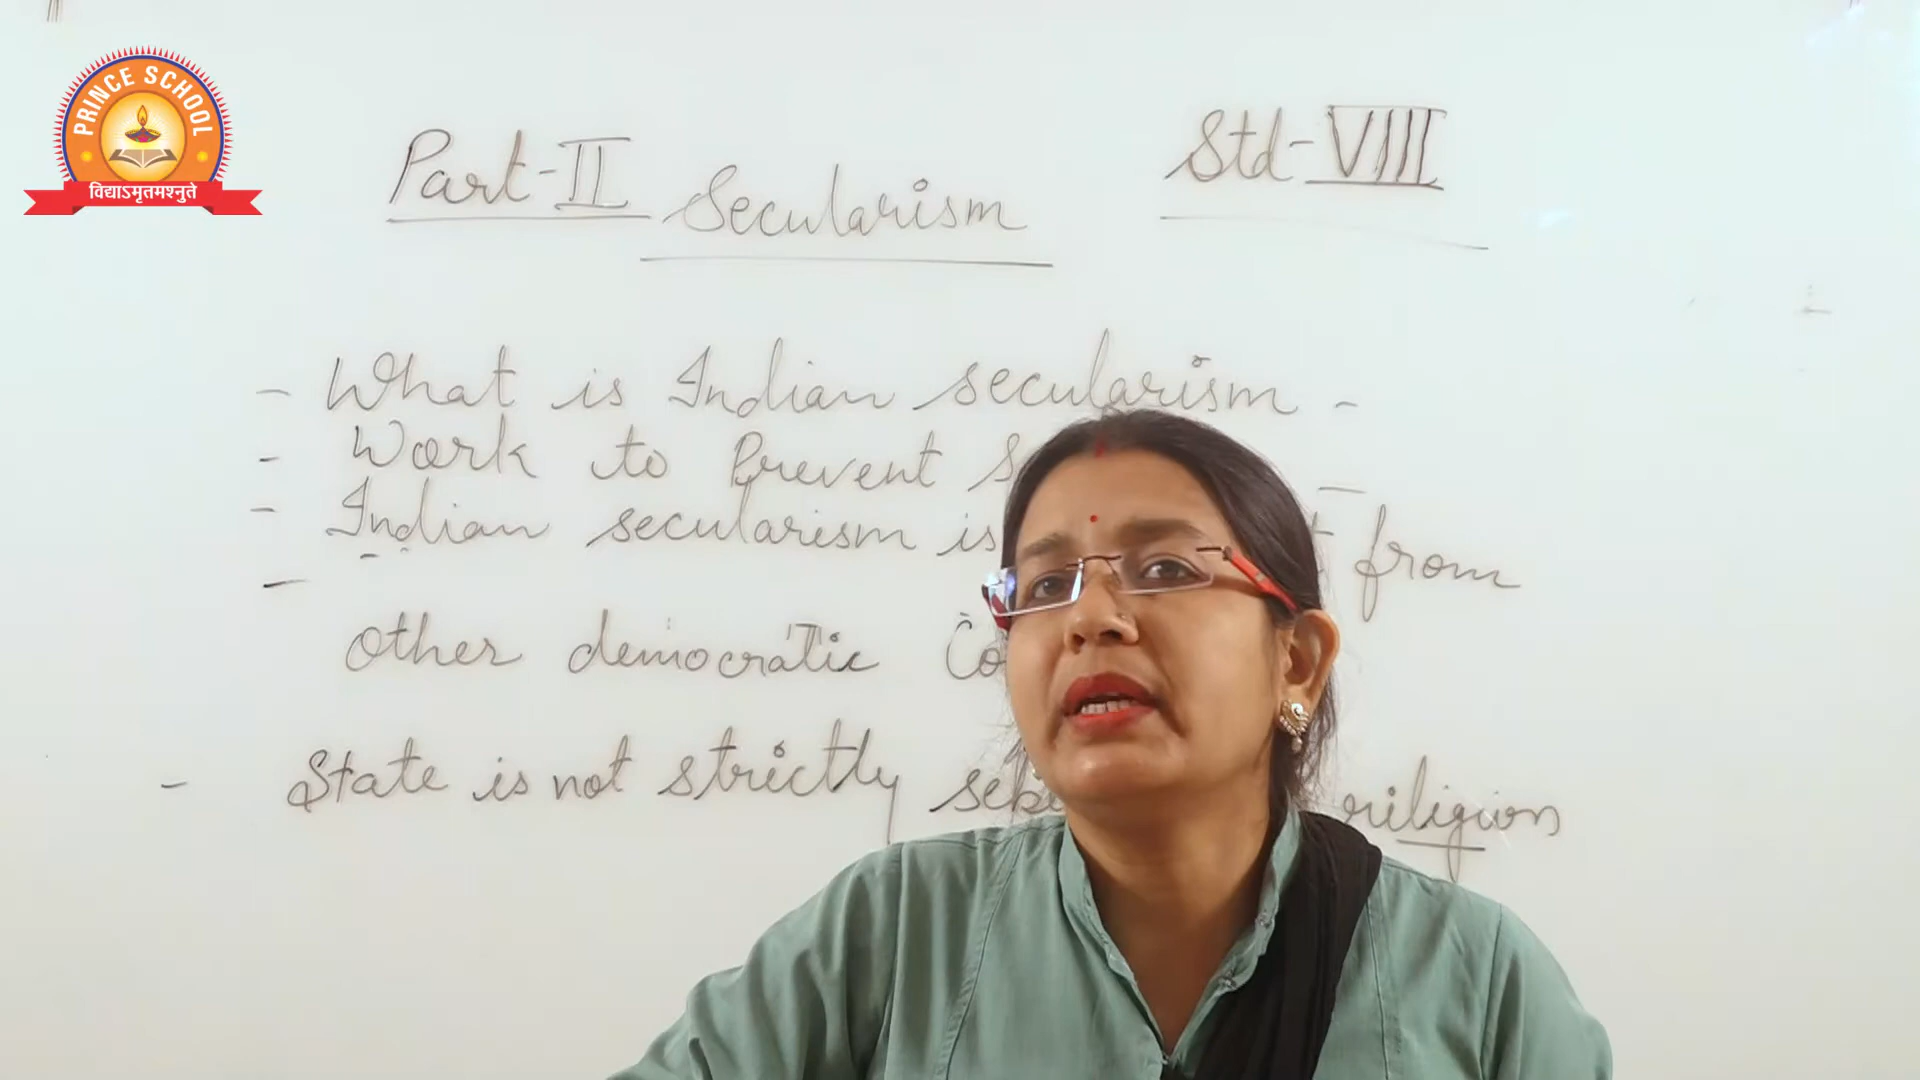 PRINCE SCHOOL
विद्याऽमृतमश्नुते
Part-II
Std-VIII
Secularism
- What is Indian secularism -
- Work to Prevent
- Indian secularism is from
-
Other democratic
- State is not strictly religion